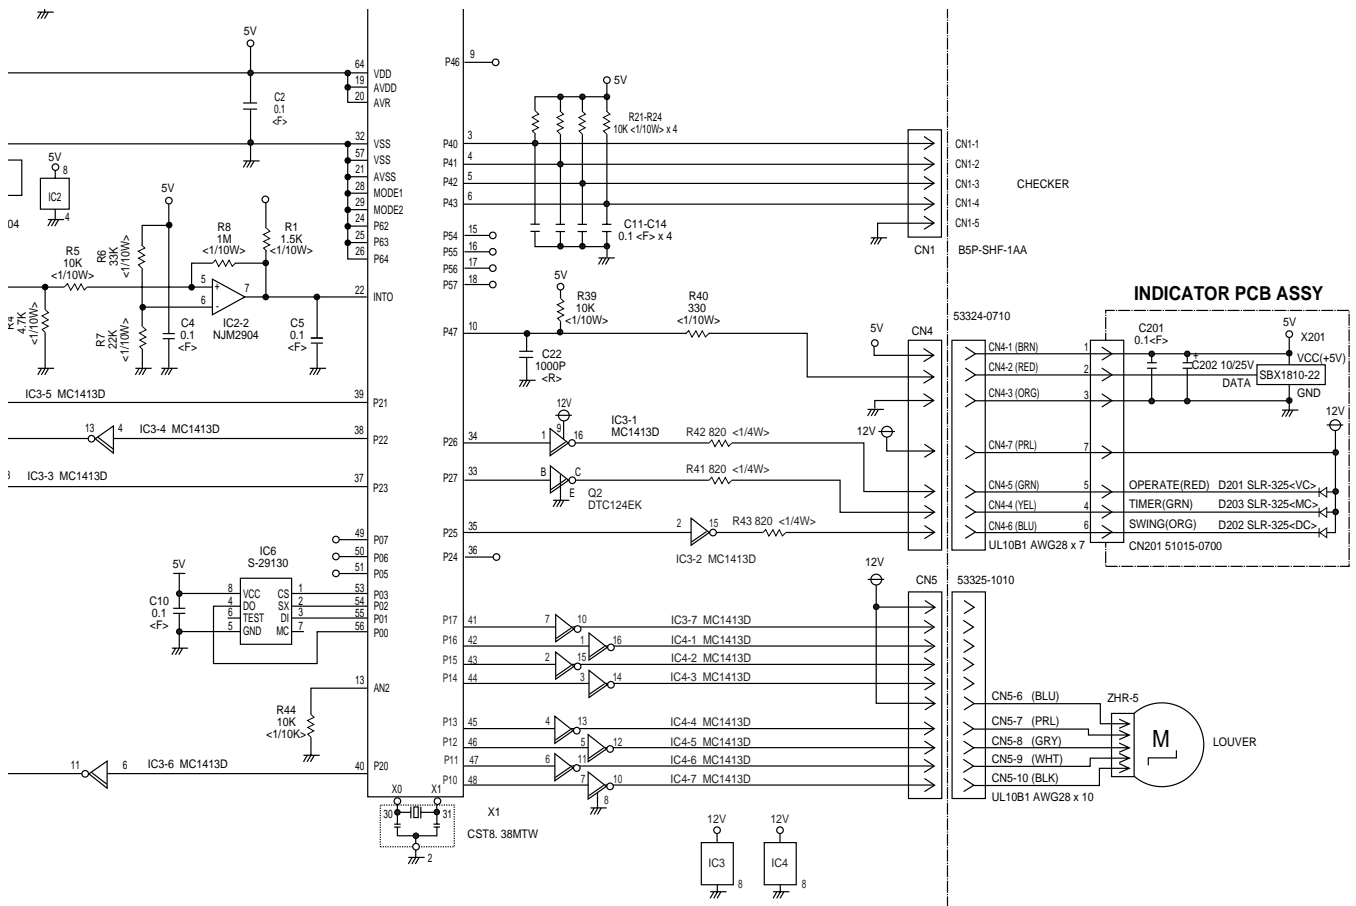 5V
C2
0.1
<F>
64
VDD
19
AVDD
20
AVR
32
VSS
57
VSS
21
AVSS
28
MODE1
29
MODE2
24
P62
25
P63
26
P64
5V
8
IC2
4
04
5V
R5
10K
<1/10W>
R6
33K
<1/10W>
R8
1M
<1/10W>
R1
1.5K
<1/10W>
5
+
6
-
7
IC2-2
NJM2904
R4
4.7K
<1/10W>
R7
22K
<1/10W>
C4
0.1
<F>
C5
0.1
<F>
22
INTO
IC3-5 MC1413D
39
P21
13
4
IC3-4 MC1413D
38
P22
3
IC3-3 MC1413D
37
P23
49
P07
50
P06
51
P05
IC6
S-29130
5V
C10
0.1
<F>
8
VCC
CS
1
53
P03
4
DO
SX
2
54
P02
6
TEST
DI
3
55
P01
5
GND
MC
7
56
P00
R44
10K
<1/10K>
13
AN2
11
6
IC3-6 MC1413D
40
P20
X0
X1
30
31
2
X1
CST8. 38MTW
P46
9
5V
R21-R24
10K <1/10W> x 4
P40
3
P41
4
P42
5
P43
6
C11-C14
0.1 <F> x 4
P54
15
P55
16
P56
17
P57
18
CN1-1
CN1-2
CN1-3
CHECKER
CN1-4
CN1-5
CN1
B5P-SHF-1AA
5V
R39
10K
<1/10W>
R40
330
<1/10W>
P47
10
C22
1000P
<R>
5V
CN4
53324-0710
INDICATOR PCB ASSY
C201
0.1<F>
5V
X201
CN4-1 (BRN)
1
VCC(+5V)
CN4-2 (RED)
2
+
C202 10/25V
DATA
SBX1810-22
CN4-3 (ORG)
3
GND
12V
12V
9
IC3-1
MC1413D
P26
34
1
16
R42 820 <1/4W>
12V
CN4-7 (PRL)
7
P27
33
B
C
E
Q2
DTC124EK
R41 820 <1/4W>
CN4-5 (GRN)
5
OPERATE(RED)
D201 SLR-325<VC>
CN4-4 (YEL)
4
TIMER(GRN)
D203 SLR-325<MC>
P25
35
2
15
R43 820 <1/4W>
CN4-6 (BLU)
6
SWING(ORG)
D202 SLR-325<DC>
UL10B1 AWG28 x 7
CN201 51015-0700
P24
36
IC3-2 MC1413D
12V
CN5
53325-1010
P17
41
7
10
IC3-7 MC1413D
P16
42
1
16
IC4-1 MC1413D
P15
43
2
15
IC4-2 MC1413D
P14
44
3
14
IC4-3 MC1413D
P13
45
4
13
IC4-4 MC1413D
P12
46
5
12
IC4-5 MC1413D
P11
47
6
11
IC4-6 MC1413D
P10
48
7
10
8
IC4-7 MC1413D
CN5-6 (BLU)
ZHR-5
CN5-7 (PRL)
CN5-8 (GRY)
M
LOUVER
CN5-9 (WHT)
CN5-10 (BLK)
UL10B1 AWG28 x 10
12V
IC3
8
12V
IC4
8